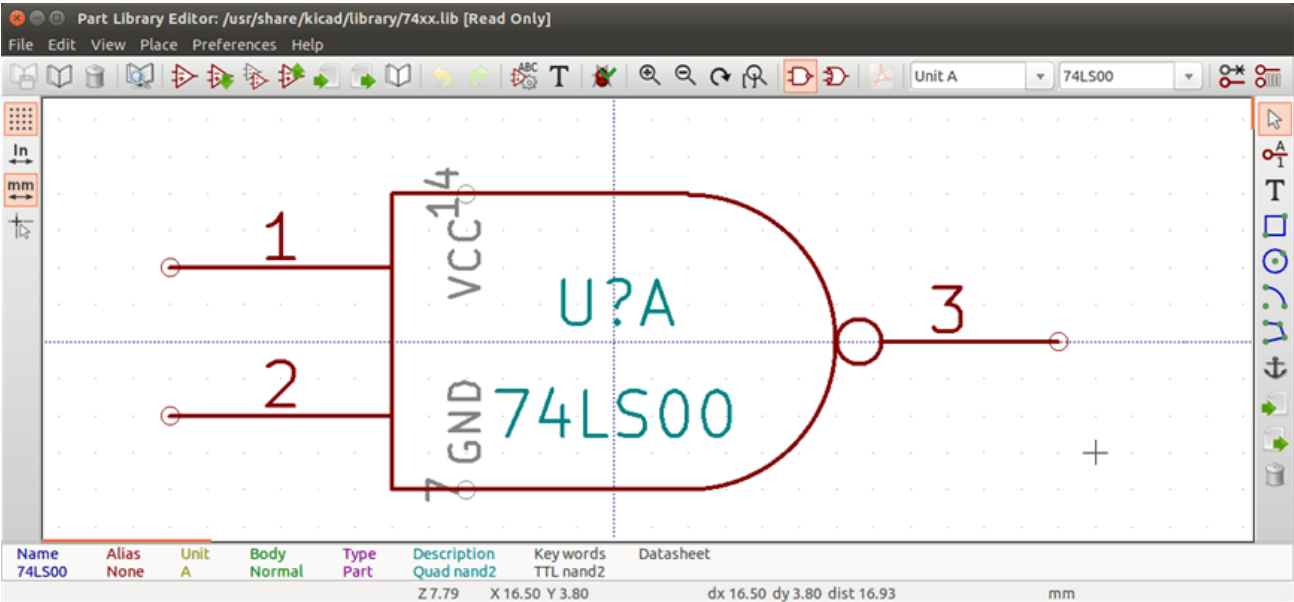 Part Library Editor: /usr/share/kicad/library/74xx.lib [Read Only]
File Edit View Place Preferences Help
ABC T Unit A 74LS00
In
mm
A
1
T
14
VCC
1
U?A
3
2
GND
74LS00
7
Name Alias Unit Body Type Description Key words Datasheet
74LS00 None A Normal Part Quad nand2 TTL nand2
Z 7.79 X 16.50 Y 3.80 dx 16.50 dy 3.80 dist 16.93 mm